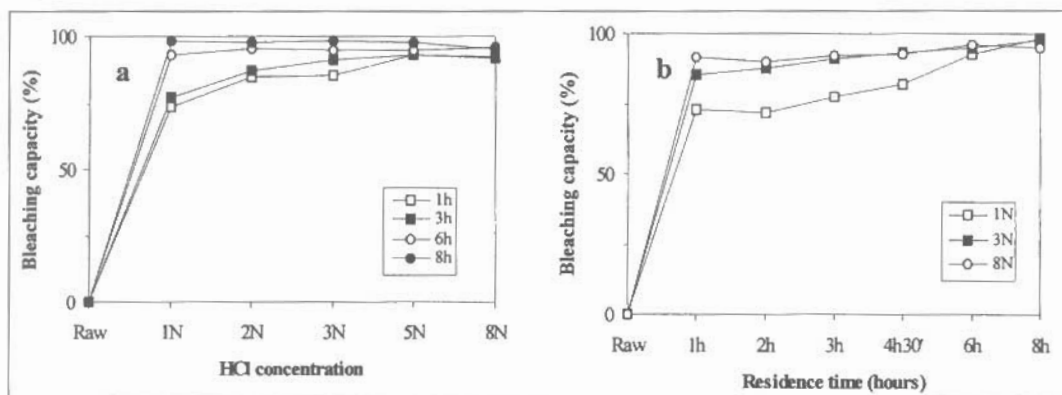 a
100
50
0
Bleaching capacity (%)
1h
3h
6h
8h
Raw 1N 2N 3N 5N 8N
HCl concentration
b
100
50
0
Bleaching capacity (%)
1N
3N
8N
Raw 1h 2h 3h 4h30' 6h 8h
Residence time (hours)